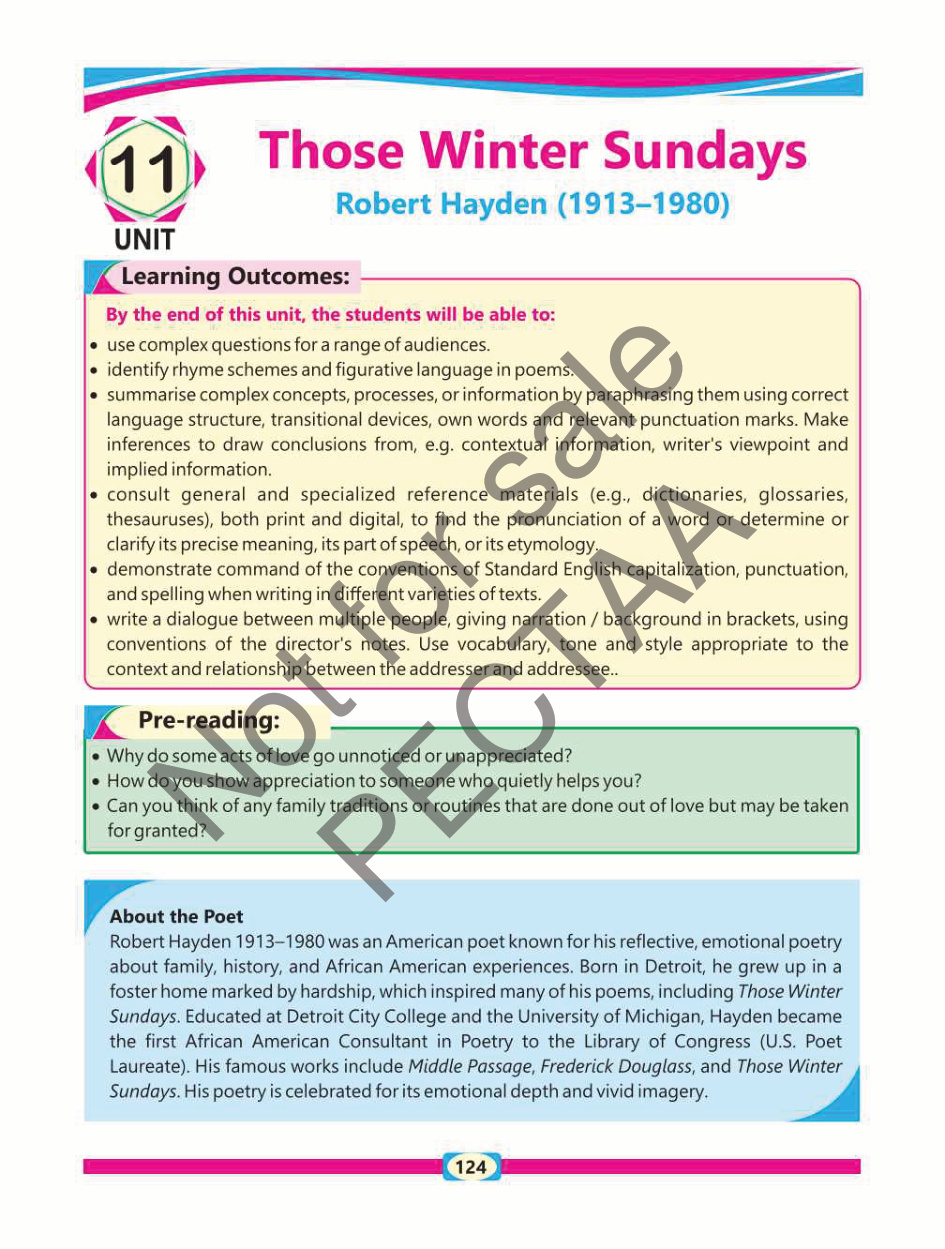 11
UNIT
Those Winter Sundays
Robert Hayden (1913–1980)
Learning Outcomes:
By the end of this unit, the students will be able to:
• use complex questions for a range of audiences.
• identify rhyme schemes and figurative language in poems.
• summarise complex concepts, processes, or information by paraphrasing them using correct
language structure, transitional devices, own words and relevant punctuation marks. Make
inferences to draw conclusions from, e.g. contextual information, writer's viewpoint and
implied information.
• consult general and specialized reference materials (e.g., dictionaries, glossaries,
thesauruses), both print and digital, to find the pronunciation of a word or determine or
clarify its precise meaning, its part of speech, or its etymology.
• demonstrate command of the conventions of Standard English capitalization, punctuation,
and spelling when writing in different varieties of texts.
• write a dialogue between multiple people, giving narration / background in brackets, using
conventions of the director's notes. Use vocabulary, tone and style appropriate to the
context and relationship between the addresser and addressee..
Pre-reading:
• Why do some acts of love go unnoticed or unappreciated?
• How do you show appreciation to someone who quietly helps you?
• Can you think of any family traditions or routines that are done out of love but may be taken
for granted?
About the Poet
Robert Hayden 1913–1980 was an American poet known for his reflective, emotional poetry
about family, history, and African American experiences. Born in Detroit, he grew up in a
foster home marked by hardship, which inspired many of his poems, including Those Winter
Sundays. Educated at Detroit City College and the University of Michigan, Hayden became
the first African American Consultant in Poetry to the Library of Congress (U.S. Poet
Laureate). His famous works include Middle Passage, Frederick Douglass, and Those Winter
Sundays. His poetry is celebrated for its emotional depth and vivid imagery.
124
Not for sale
PECTAA